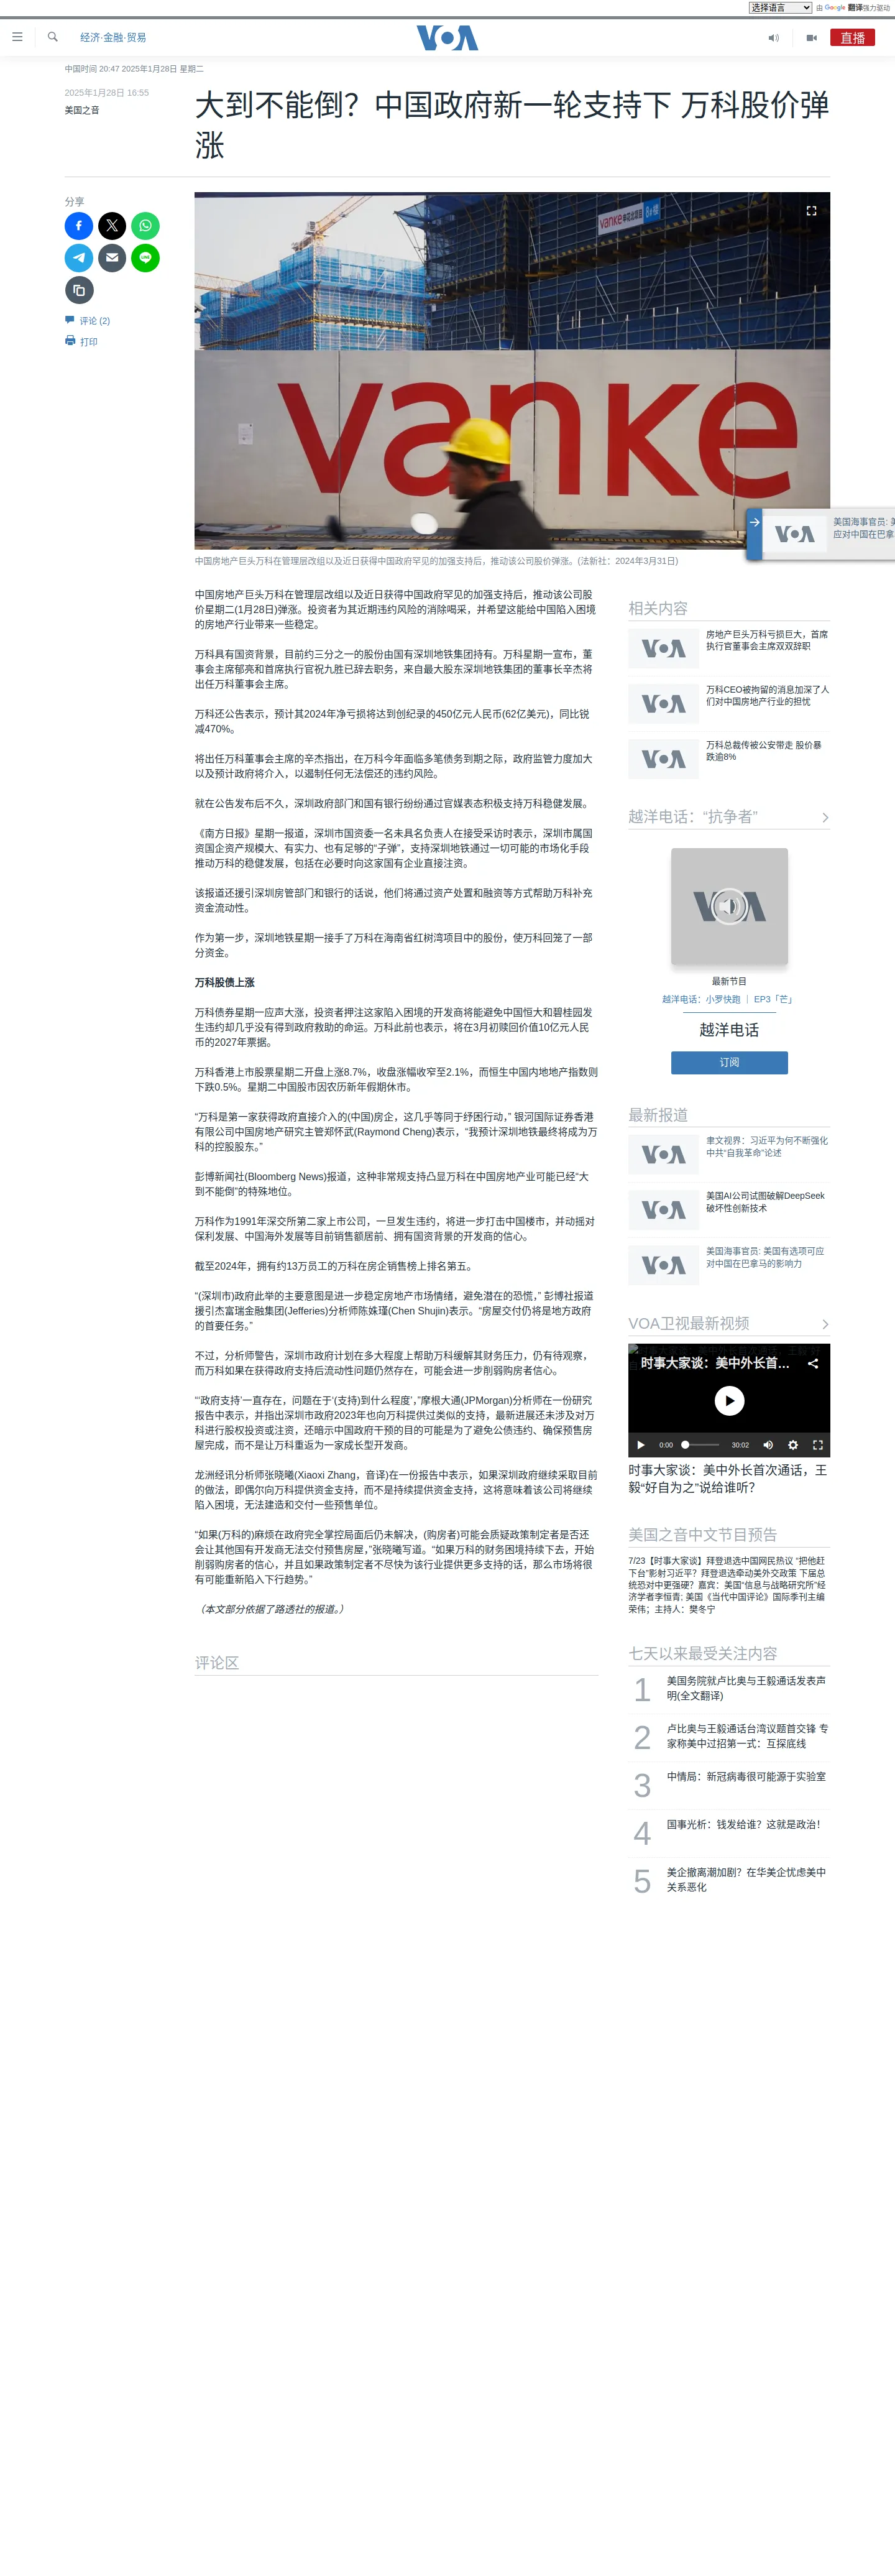 选择语言 由 Google 翻译强力驱动
经济·金融·贸易
VOA
直播
中国时间 20:47 2025年1月28日 星期二
2025年1月28日 16:55
美国之音
大到不能倒？中国政府新一轮支持下 万科股价弹
涨
分享
评论 (2)
打印
vanke
vanke
中国房地产巨头万科在管理层改组以及近日获得中国政府罕见的加强支持后，推动该公司股价弹涨。(法新社：2024年3月31日)
美国海事官员: 美
应对中国在巴拿
中国房地产巨头万科在管理层改组以及近日获得中国政府罕见的加强支持后，推动该公司股
价星期二(1月28日)弹涨。投资者为其近期违约风险的消除喝采，并希望这能给中国陷入困境
的房地产行业带来一些稳定。
万科具有国资背景，目前约三分之一的股份由国有深圳地铁集团持有。万科星期一宣布，董
事会主席郁亮和首席执行官祝九胜已辞去职务，来自最大股东深圳地铁集团的董事长辛杰将
出任万科董事会主席。
万科还公告表示，预计其2024年净亏损将达到创纪录的450亿元人民币(62亿美元)，同比锐
减470%。
将出任万科董事会主席的辛杰指出，在万科今年面临多笔债务到期之际，政府监管力度加大
以及预计政府将介入，以遏制任何无法偿还的违约风险。
就在公告发布后不久，深圳政府部门和国有银行纷纷通过官媒表态积极支持万科稳健发展。
《南方日报》星期一报道，深圳市国资委一名未具名负责人在接受采访时表示，深圳市属国
资国企资产规模大、有实力、也有足够的“子弹”，支持深圳地铁通过一切可能的市场化手段
推动万科的稳健发展，包括在必要时向这家国有企业直接注资。
该报道还援引深圳房管部门和银行的话说，他们将通过资产处置和融资等方式帮助万科补充
资金流动性。
作为第一步，深圳地铁星期一接手了万科在海南省红树湾项目中的股份，使万科回笼了一部
分资金。
万科股债上涨
万科债券星期一应声大涨，投资者押注这家陷入困境的开发商将能避免中国恒大和碧桂园发
生违约却几乎没有得到政府救助的命运。万科此前也表示，将在3月初赎回价值10亿元人民
币的2027年票据。
万科香港上市股票星期二开盘上涨8.7%，收盘涨幅收窄至2.1%，而恒生中国内地地产指数则
下跌0.5%。星期二中国股市因农历新年假期休市。
“万科是第一家获得政府直接介入的(中国)房企，这几乎等同于纾困行动，” 银河国际证券香港
有限公司中国房地产研究主管郑怀武(Raymond Cheng)表示，“我预计深圳地铁最终将成为万
科的控股股东。”
彭博新闻社(Bloomberg News)报道，这种非常规支持凸显万科在中国房地产业可能已经“大
到不能倒”的特殊地位。
万科作为1991年深交所第二家上市公司，一旦发生违约，将进一步打击中国楼市，并动摇对
保利发展、中国海外发展等目前销售额居前、拥有国资背景的开发商的信心。
截至2024年，拥有约13万员工的万科在房企销售榜上排名第五。
“(深圳市)政府此举的主要意图是进一步稳定房地产市场情绪，避免潜在的恐慌，” 彭博社报道
援引杰富瑞金融集团(Jefferies)分析师陈姝瑾(Chen Shujin)表示。“房屋交付仍将是地方政府
的首要任务。”
不过，分析师警告，深圳市政府计划在多大程度上帮助万科缓解其财务压力，仍有待观察，
而万科如果在获得政府支持后流动性问题仍然存在，可能会进一步削弱购房者信心。
“‘政府支持’一直存在，问题在于‘(支持)到什么程度’，”摩根大通(JPMorgan)分析师在一份研究
报告中表示，并指出深圳市政府2023年也向万科提供过类似的支持，最新进展还未涉及对万
科进行股权投资或注资，还暗示中国政府干预的目的可能是为了避免公债违约、确保预售房
屋完成，而不是让万科重返为一家成长型开发商。
龙洲经讯分析师张晓曦(Xiaoxi Zhang，音译)在一份报告中表示，如果深圳政府继续采取目前
的做法，即偶尔向万科提供资金支持，而不是持续提供资金支持，这将意味着该公司将继续
陷入困境，无法建造和交付一些预售单位。
“如果(万科的)麻烦在政府完全掌控局面后仍未解决，(购房者)可能会质疑政策制定者是否还
会让其他国有开发商无法交付预售房屋，”张晓曦写道。“如果万科的财务困境持续下去，开始
削弱购房者的信心，并且如果政策制定者不尽快为该行业提供更多支持的话，那么市场将很
有可能重新陷入下行趋势。”
（本文部分依据了路透社的报道。）
评论区
相关内容
VOA
房地产巨头万科亏损巨大，首席
执行官董事会主席双双辞职
VOA
万科CEO被拘留的消息加深了人
们对中国房地产行业的担忧
VOA
万科总裁传被公安带走 股价暴
跌逾8%
越洋电话：“抗争者”
最新节目
越洋电话：小罗快跑 ｜ EP3「芒」
越洋电话
订阅
最新报道
VOA
聿文视界：习近平为何不断强化
中共“自我革命”论述
VOA
美国AI公司试图破解DeepSeek
破坏性创新技术
VOA
美国海事官员: 美国有选项可应
对中国在巴拿马的影响力
VOA卫视最新视频
时事大家谈：美中外长首...
0:00 30:02
时事大家谈：美中外长首次通话，王
毅“好自为之”说给谁听？
美国之音中文节目预告
7/23【时事大家谈】拜登退选中国网民热议 “把他赶
下台”影射习近平？拜登退选牵动美外交政策 下届总
统恐对中更强硬？嘉宾：美国“信息与战略研究所”经
济学者李恒青; 美国《当代中国评论》国际季刊主编
荣伟；主持人：樊冬宁
七天以来最受关注内容
1 美国务院就卢比奥与王毅通话发表声
明(全文翻译)
2 卢比奥与王毅通话台湾议题首交锋 专
家称美中过招第一式：互探底线
3 中情局：新冠病毒很可能源于实验室
4 国事光析：钱发给谁？这就是政治！
5 美企撤离潮加剧？在华美企忧虑美中
关系恶化